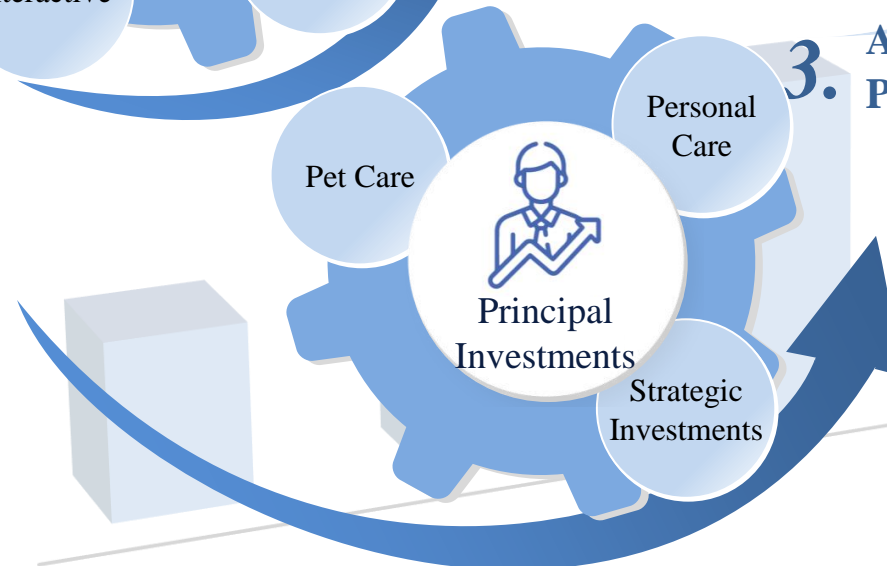 3.
Personal
Care
Pet Care
Principal
Investments
Strategic
Investments